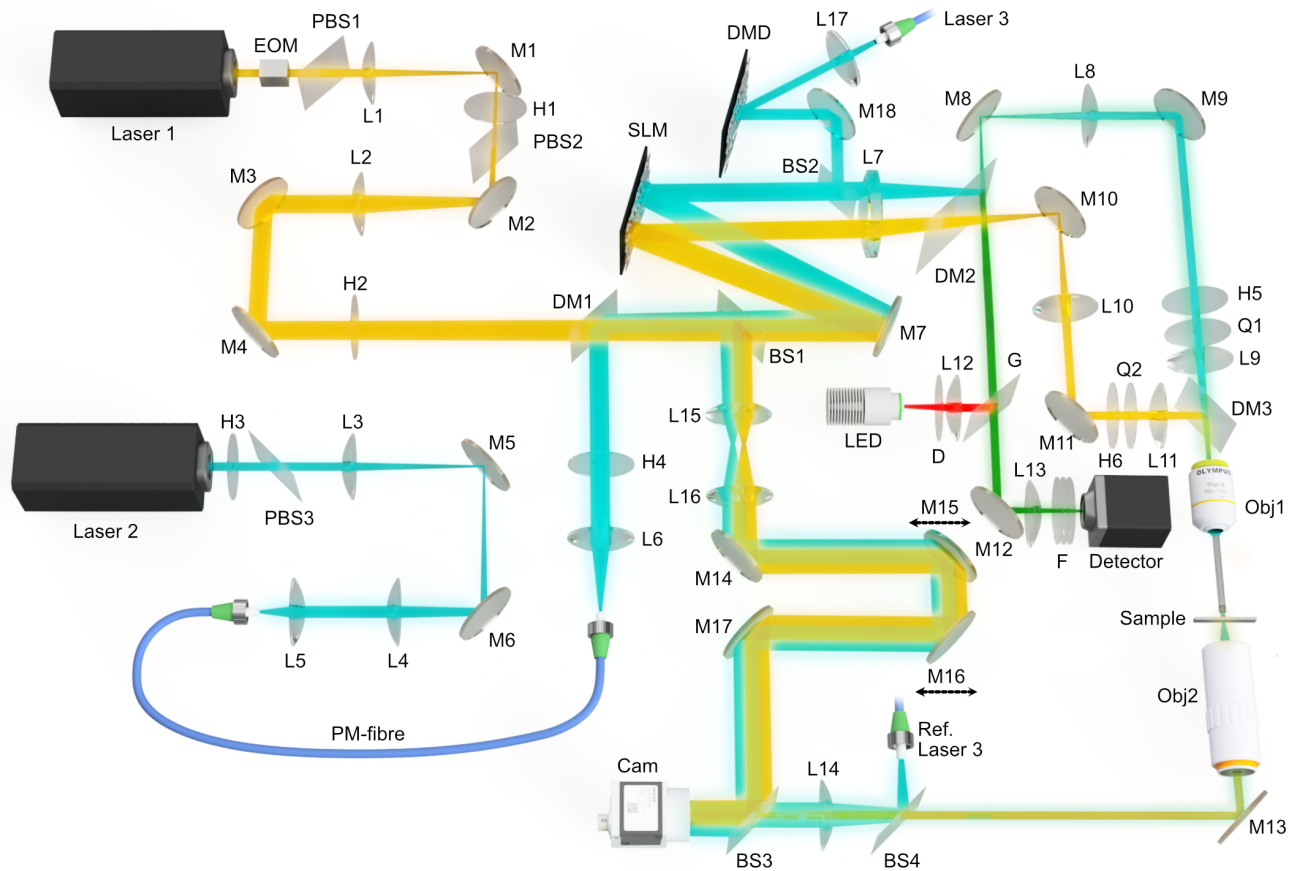 PBS1
EOM
M1
H1
PBS2
L1
Laser 1
M3
L2
M2
M4
H2
DMD
L17
Laser 3
M18
SLM
BS2
L7
M8
L8
M9
M10
DM2
L10
H5
Q1
L9
DM1
BS1
M7
L12
G
LED
D
M11
Q2
H6
L11
DM3
H3
L3
M5
Laser 2
PBS3
L15
H4
L16
L6
M14
M15
M12
L13
F
Detector
OLYMPUS
Obj1
L5
L4
M6
PM-fibre
M17
M16
Sample
Obj2
Ref.
Laser 3
Cam
L14
BS3
BS4
M13